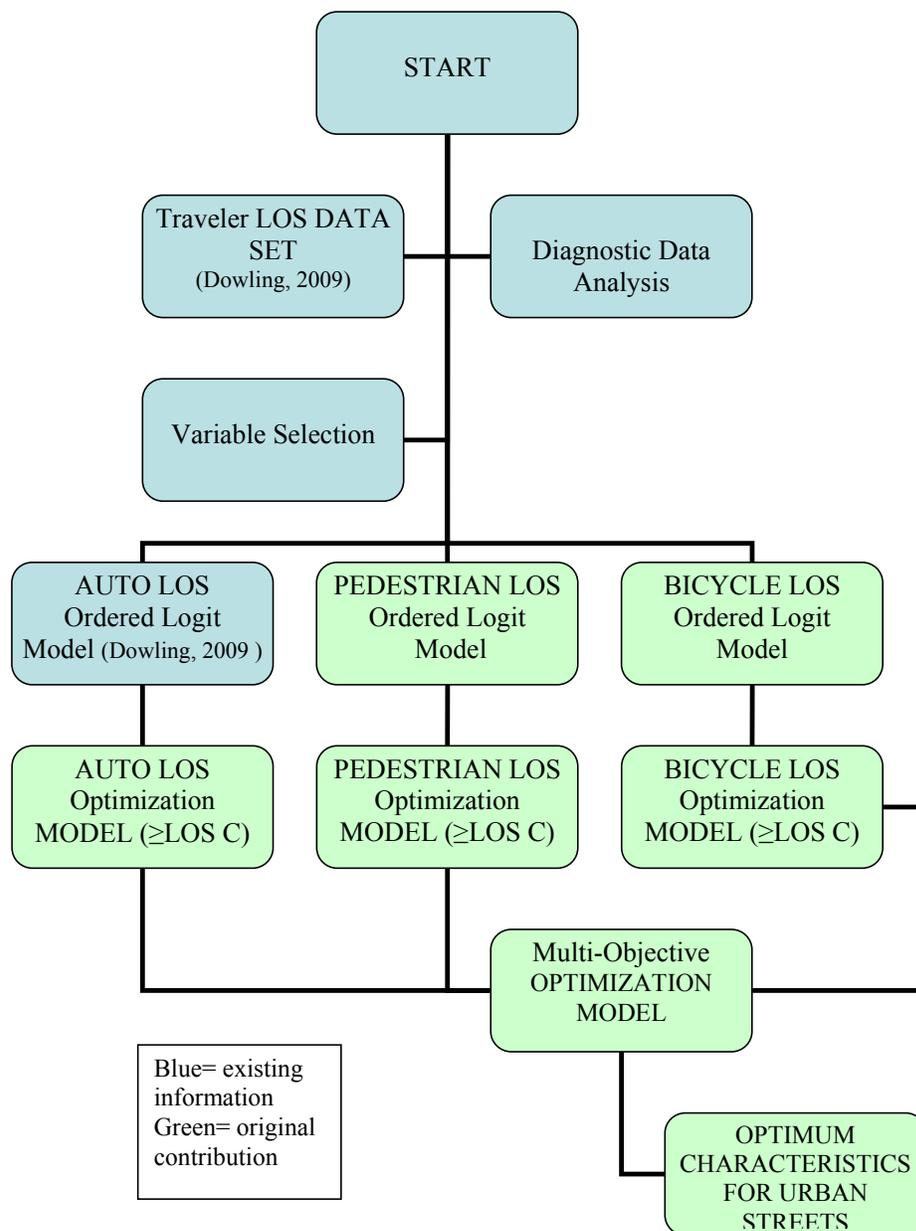 START
Traveler LOS DATA
SET
(Dowling, 2009)
Diagnostic Data
Analysis
Variable Selection
AUTO LOS
Ordered Logit
Model (Dowling, 2009 )
PEDESTRIAN LOS
Ordered Logit
Model
BICYCLE LOS
Ordered Logit
Model
AUTO LOS
Optimization
MODEL (≥LOS C)
PEDESTRIAN LOS
Optimization
MODEL (≥LOS C)
BICYCLE LOS
Optimization
MODEL (≥LOS C)
Multi-Objective
OPTIMIZATION
MODEL
Blue= existing
information
Green= original
contribution
OPTIMUM
CHARACTERISTICS
FOR URBAN
STREETS